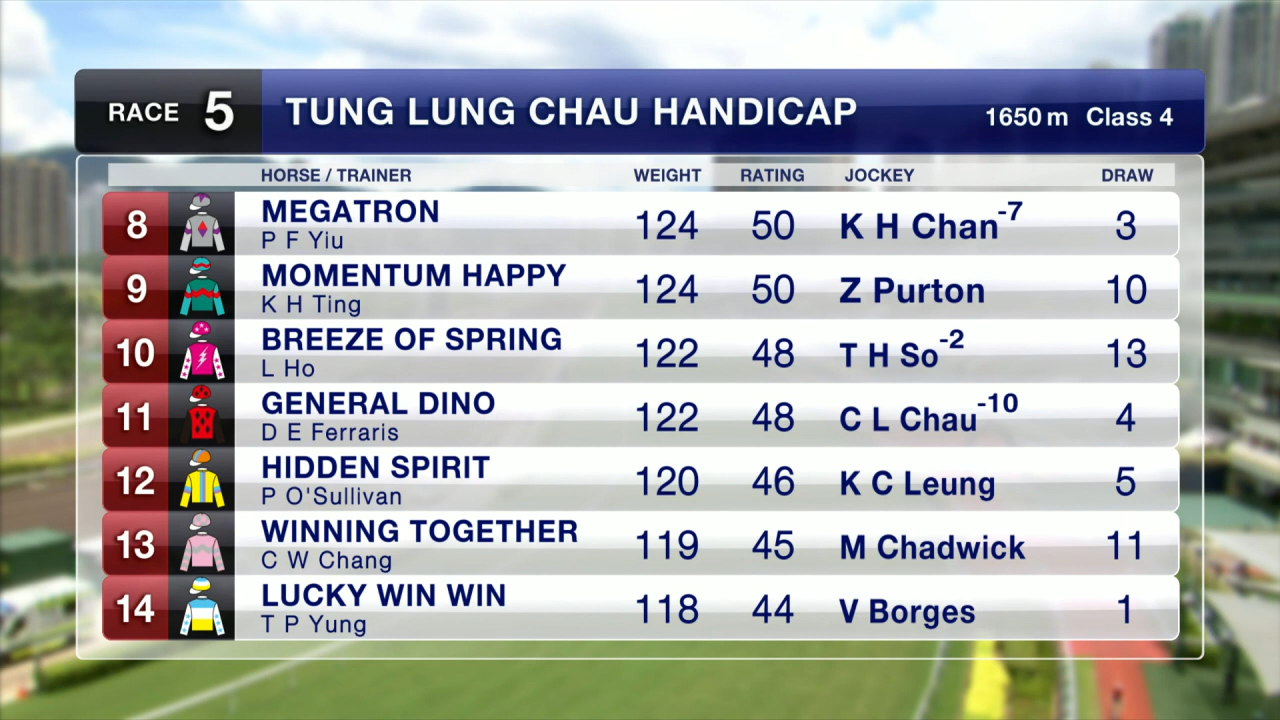 RACE 5 TUNG LUNG CHAU HANDICAP 1650 m Class 4
HORSE / TRAINER WEIGHT RATING JOCKEY DRAW
8 MEGATRON 124 50 K H Chan-7 3
P F Yiu
9 MOMENTUM HAPPY 124 50 Z Purton 10
K H Ting
10 BREEZE OF SPRING 122 48 T H So-2 13
L Ho
11 GENERAL DINO 122 48 C L Chau-10 4
D E Ferraris
12 HIDDEN SPIRIT 120 46 K C Leung 5
P O'Sullivan
13 WINNING TOGETHER 119 45 M Chadwick 11
C W Chang
14 LUCKY WIN WIN 118 44 V Borges 1
T P Yung